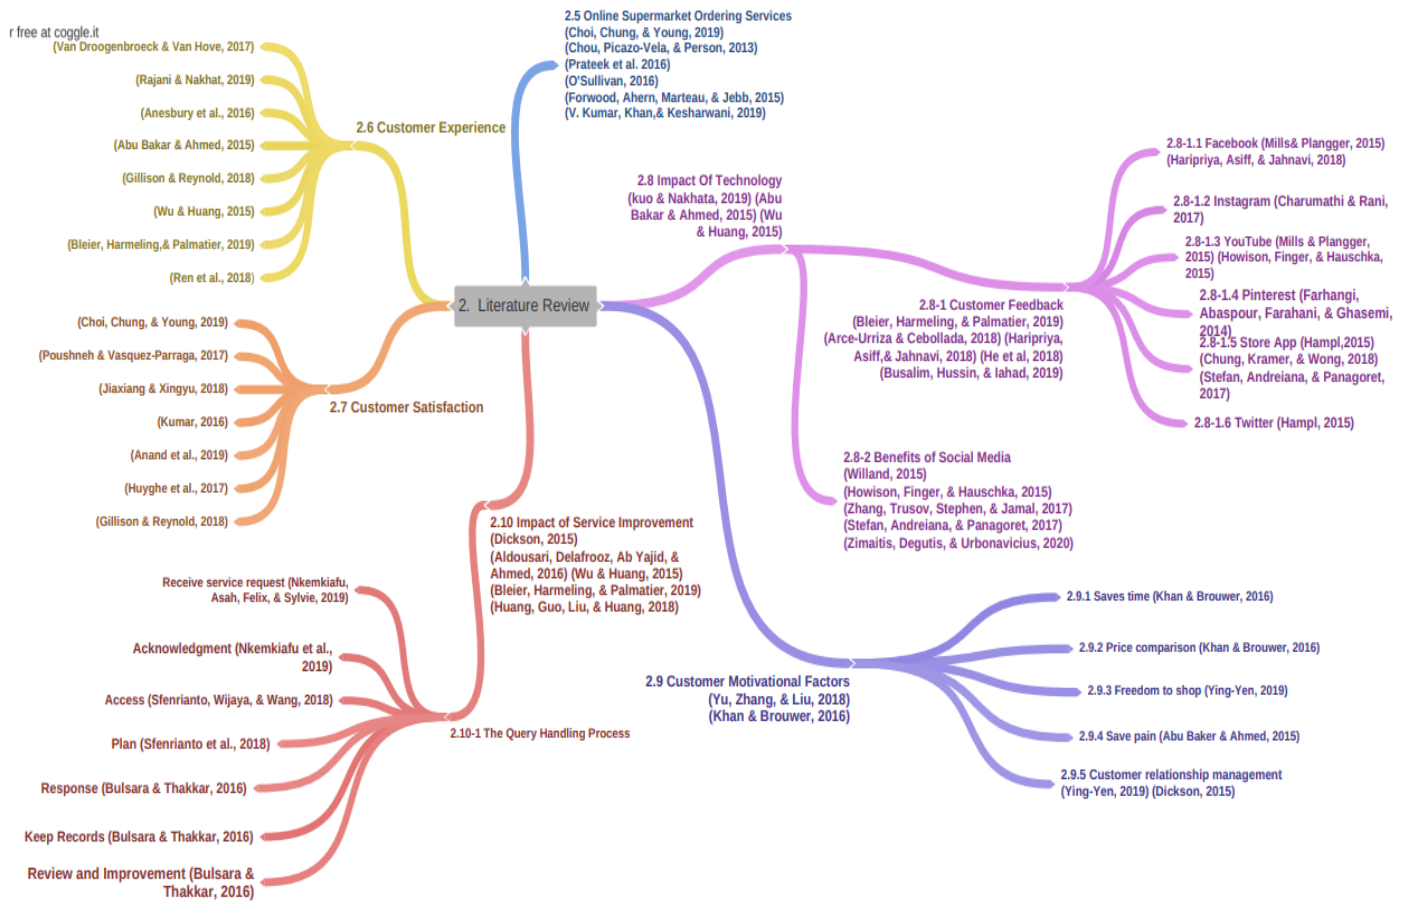 r free at coggle.it
(Van Droogenbroeck & Van Hove, 2017)
(Rajani & Nakhat, 2019)
(Anesbury et al., 2016)
(Abu Bakar & Ahmed, 2015)
(Gillison & Reynold, 2018)
(Wu & Huang, 2015)
(Bleier, Harmeling,& Palmatier, 2019)
(Ren et al., 2018)
2.6 Customer Experience
2.5 Online Supermarket Ordering Services
(Choi, Chung, & Young, 2019)
(Chou, Picazo-Vela, & Person, 2013)
(Prateek et al. 2016)
(O'Sullivan, 2016)
(Forwood, Ahern, Marteau, & Jebb, 2015)
(V. Kumar, Khan,& Kesharwani, 2019)
2. Literature Review
(Choi, Chung, & Young, 2019)
(Poushneh & Vasquez-Parraga, 2017)
(Jiaxiang & Xingyu, 2018)
(Kumar, 2016)
(Anand et al., 2019)
(Huyghe et al., 2017)
(Gillison & Reynold, 2018)
2.7 Customer Satisfaction
2.8 Impact Of Technology
(kuo & Nakhata, 2019) (Abu
Bakar & Ahmed, 2015) (Wu
& Huang, 2015)
2.8-1 Customer Feedback
(Bleier, Harmeling, & Palmatier, 2019)
(Arce-Urriza & Cebollada, 2018) (Haripriya,
Asiff,& Jahnavi, 2018) (He et al, 2018)
(Busalim, Hussin, & Iahad, 2019)
2.8-1.1 Facebook (Mills& Plangger, 2015)
(Haripriya, Asiff, & Jahnavi, 2018)
2.8-1.2 Instagram (Charumathi & Rani,
2017)
2.8-1.3 YouTube (Mills & Plangger,
2015) (Howison, Finger, & Hauschka,
2015)
2.8-1.4 Pinterest (Farhangi,
Abaspour, Farahani, & Ghasemi,
2014)
2.8-1.5 Store App (Hampl,2015)
(Chung, Kramer, & Wong, 2018)
(Stefan, Andreiana, & Panagoret,
2017)
2.8-1.6 Twitter (Hampl, 2015)
2.8-2 Benefits of Social Media
(Willand, 2015)
(Howison, Finger, & Hauschka, 2015)
(Zhang, Trusov, Stephen, & Jamal, 2017)
(Stefan, Andreiana, & Panagoret, 2017)
(Zimaitis, Degutis, & Urbonavicius, 2020)
2.10 Impact of Service Improvement
(Dickson, 2015)
(Aldousari, Delafrooz, Ab Yajid, &
Ahmed, 2016) (Wu & Huang, 2015)
(Bleier, Harmeling, & Palmatier, 2019)
(Huang, Guo, Liu, & Huang, 2018)
Receive service request (Nkemkiafu,
Asah, Felix, & Sylvie, 2019)
Acknowledgment (Nkemkiafu et al.,
2019)
Access (Sfenrianto, Wijaya, & Wang, 2018)
Plan (Sfenrianto et al., 2018)
Response (Bulsara & Thakkar, 2016)
Keep Records (Bulsara & Thakkar, 2016)
Review and Improvement (Bulsara &
Thakkar, 2016)
2.10-1 The Query Handling Process
2.9 Customer Motivational Factors
(Yu, Zhang, & Liu, 2018)
(Khan & Brouwer, 2016)
2.9.1 Saves time (Khan & Brouwer, 2016)
2.9.2 Price comparison (Khan & Brouwer, 2016)
2.9.3 Freedom to shop (Ying-Yen, 2019)
2.9.4 Save pain (Abu Baker & Ahmed, 2015)
2.9.5 Customer relationship management
(Ying-Yen, 2019) (Dickson, 2015)